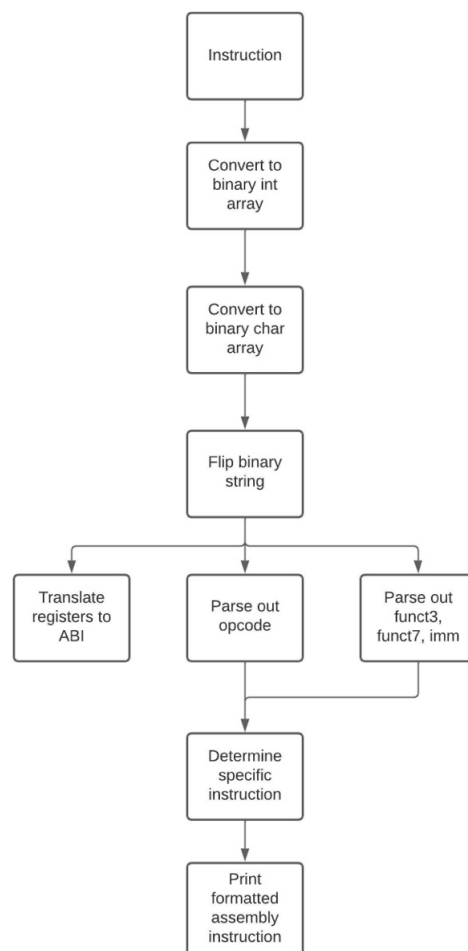 Instruction
Convert to
binary int
array
Convert to
binary char
array
Flip binary
string
Translate
registers to
ABI
Parse out
opcode
Parse out
funct3,
funct7, imm
Determine
specific
instruction
Print
formatted
assembly
instruction